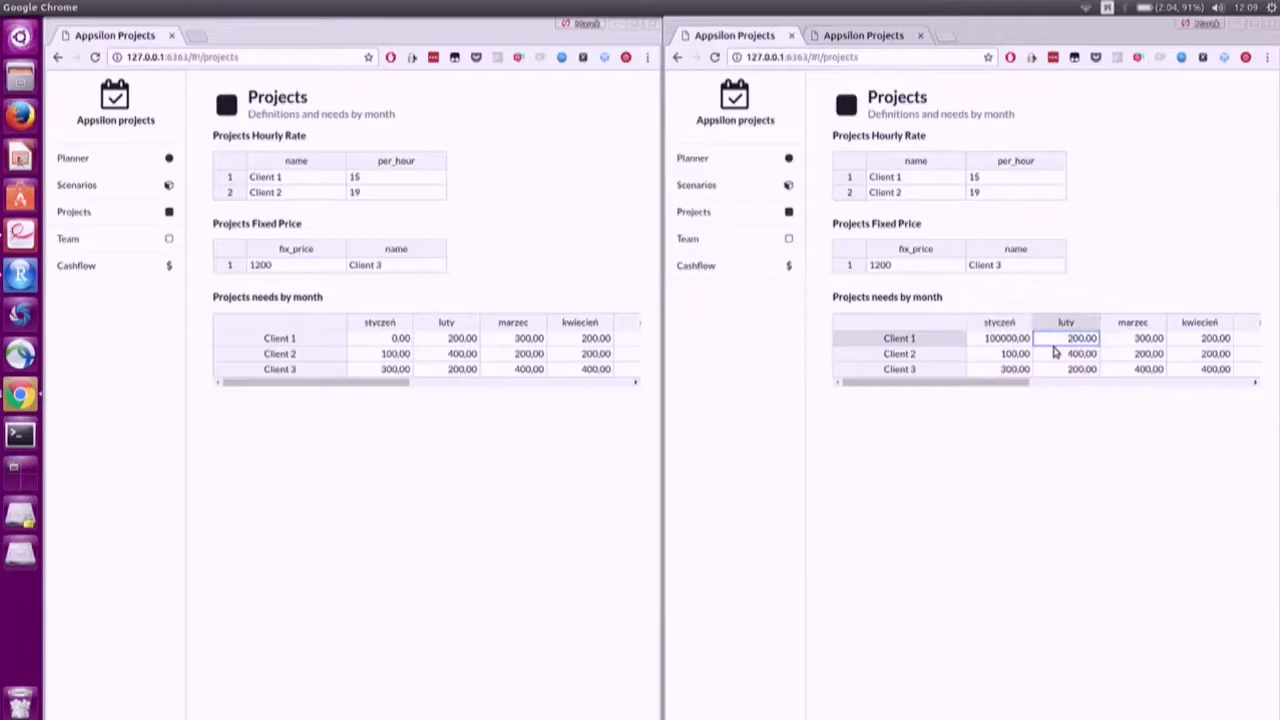 Google Chrome
Pl
(2:04, 91%)
12:09
Appsilon Projects
127.0.0.1:6363/#!/projects
Appsilon projects
Planner
Scenarios
Projects
Team
Cashflow $
Projects
Definitions and needs by month
Projects Hourly Rate
name per_hour
1 Client 1 15
2 Client 2 19
Projects Fixed Price
fix_price name
1 1200 Client 3
Projects needs by month
styczeń luty marzec kwiecień
Client 1 0.00 200.00 300,00 200,00
Client 2 100,00 400,00 200,00 200,00
Client 3 300,00 200,00 400,00 400,00
Appsilon Projects
Appsilon Projects
127.0.0.1:6363/#!/projects
Appsilon projects
Planner
Scenarios
Projects
Team
Cashflow $
Projects
Definitions and needs by month
Projects Hourly Rate
name per_hour
1 Client 1 15
2 Client 2 19
Projects Fixed Price
fix_price name
1 1200 Client 3
Projects needs by month
styczeń luty marzec kwiecień
Client 1 100000,00 200.00 300,00 200,00
Client 2 100,00 400,00 200,00 200,00
Client 3 300,00 200,00 400,00 400,00